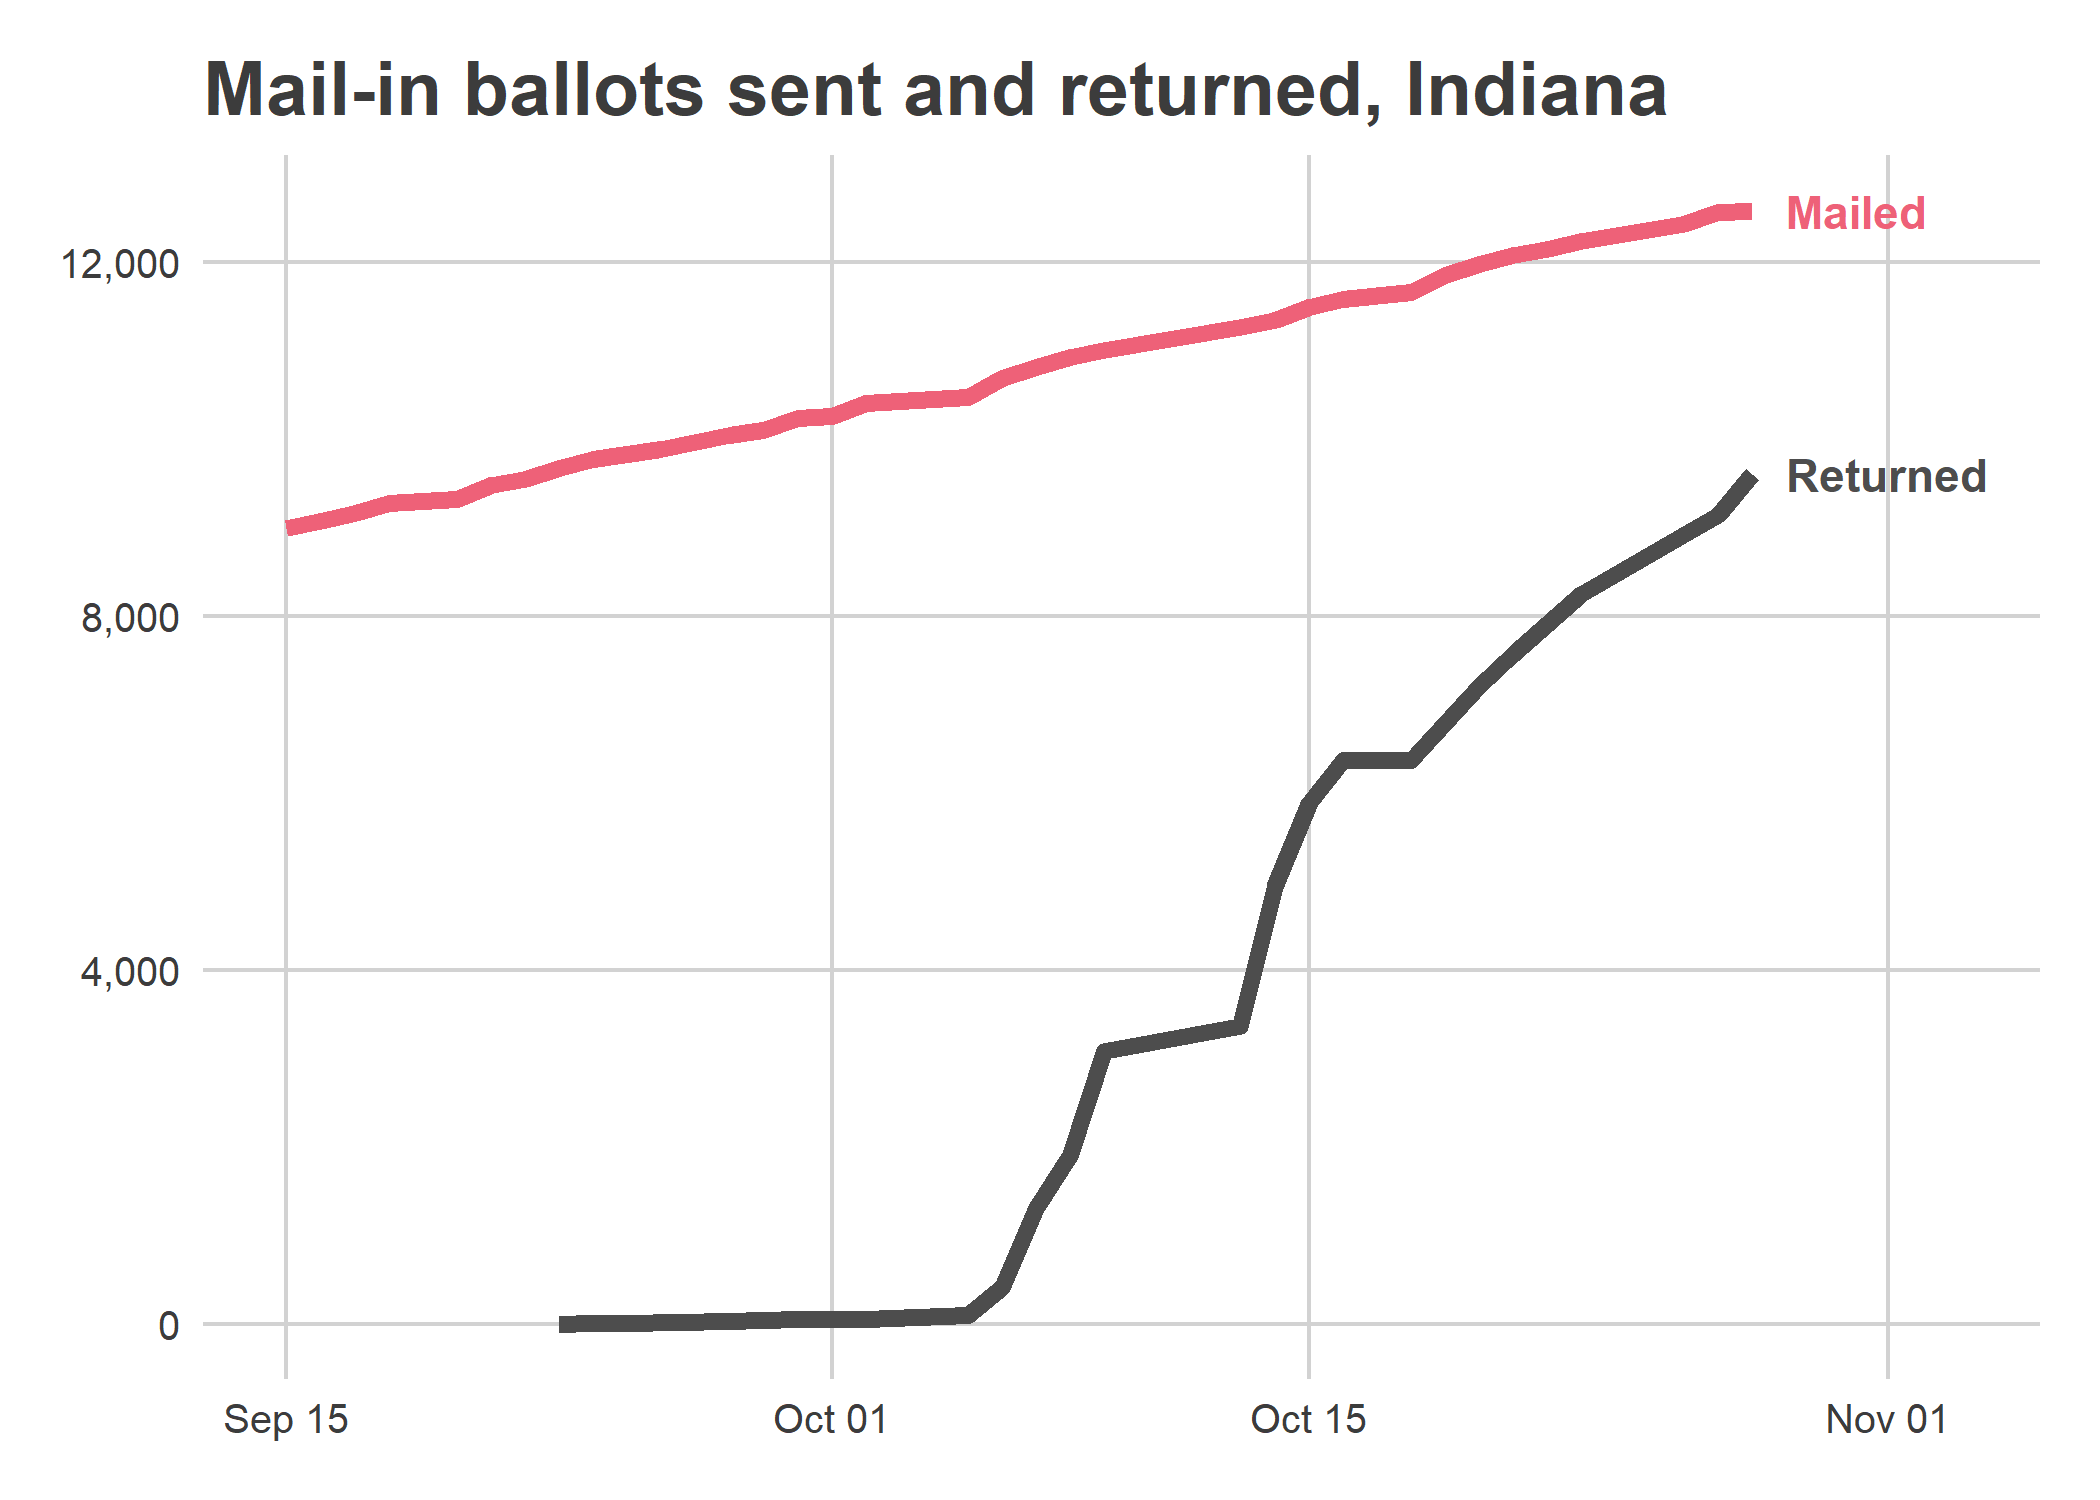 Mail-in ballots sent and returned, Indiana
Mailed
12,000
Returned
8,000
4,000
0
Sep 15
Oct 01
Oct 15
Nov 01